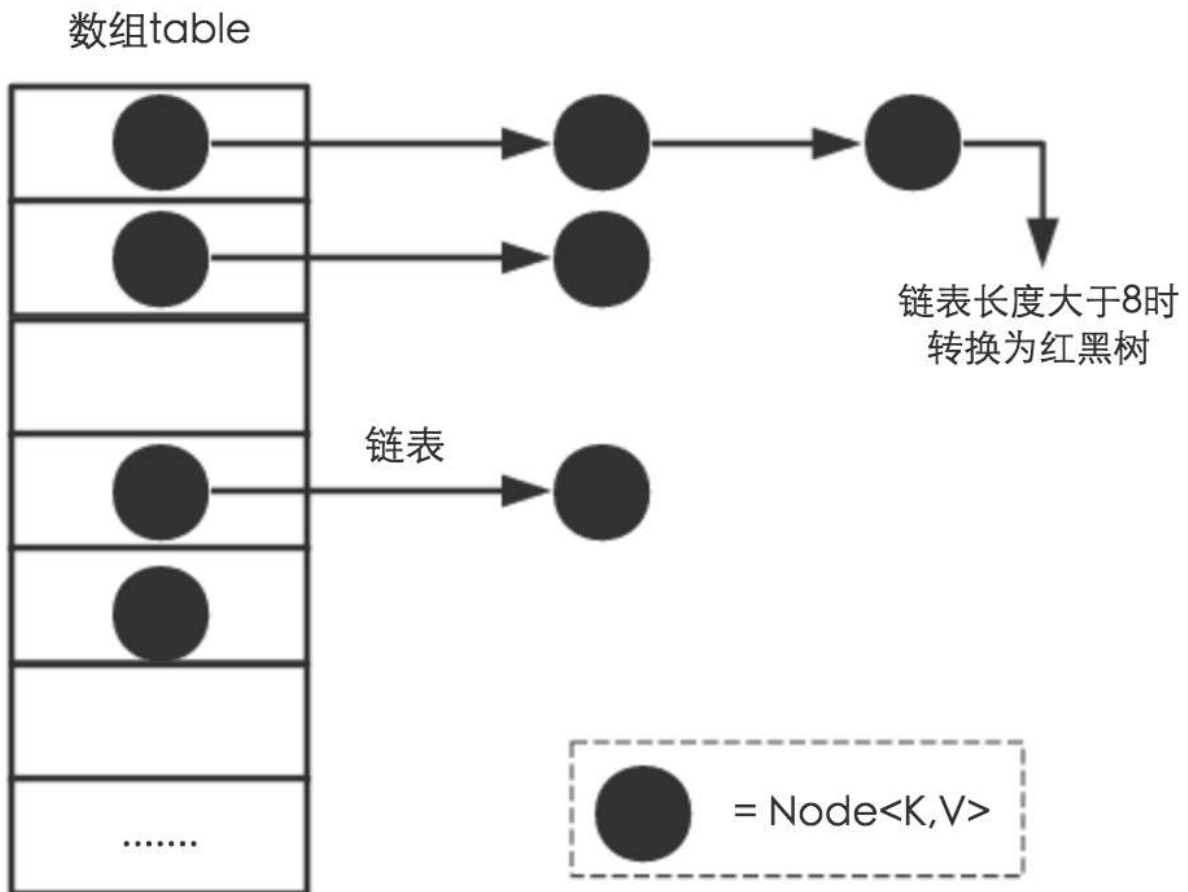 数组table
链表长度大于8时
转换为红黑树
链表
= Node<K,V>
.......